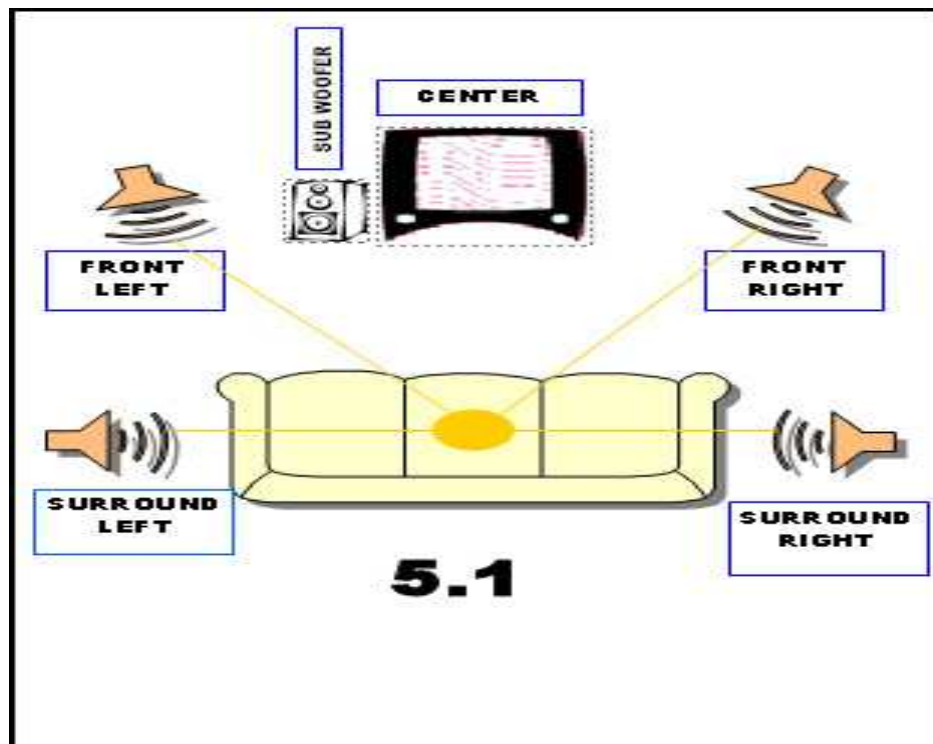 SUB WOOFER
CENTER
FRONT
LEFT
FRONT
RIGHT
SURROUND
LEFT
SURROUND
RIGHT
5.1